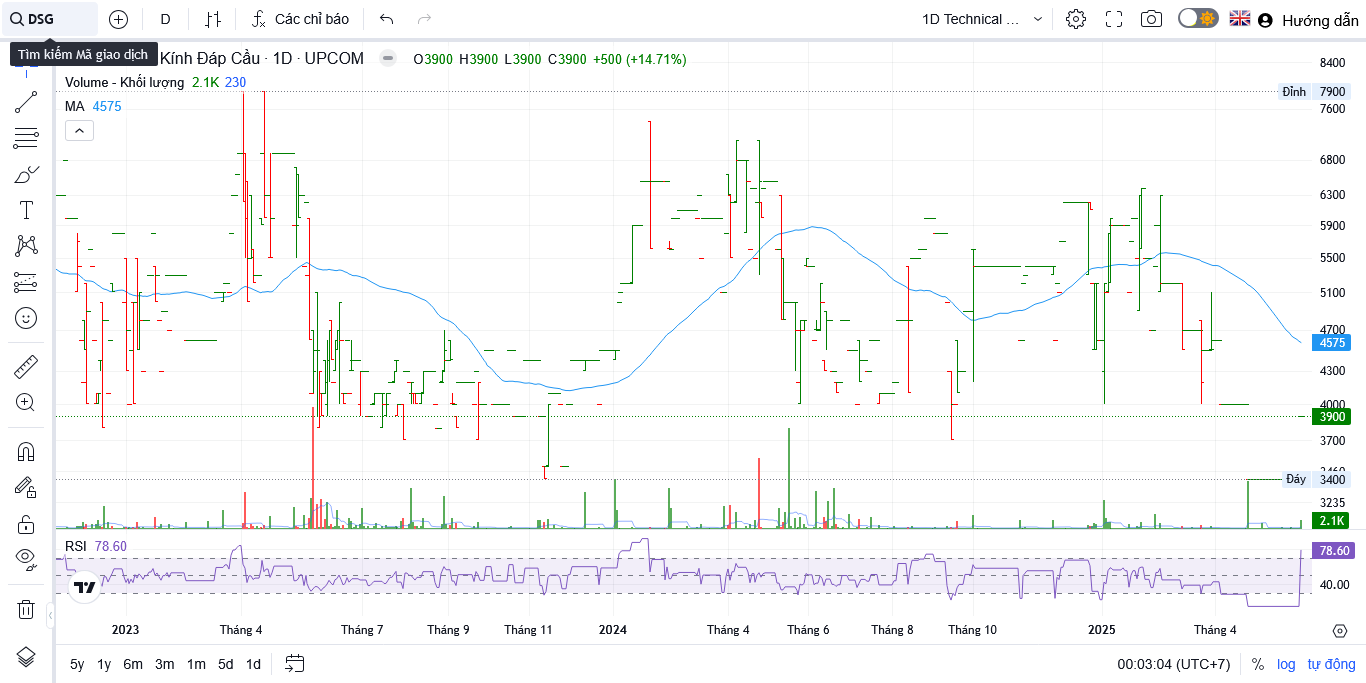 DSG D Các chỉ báo 1D Technical ... Hướng dẫn
Tìm kiếm Mã giao dịch
Kính Đáp Cầu · 1D · UPCOM O3900 H3900 L3900 C3900 +500 (+14.71%)
Volume - Khối lượng 2.1K 230
MA 4575
8400
Đỉnh 7900
7600
6800
6300
5900
5500
5100
4700
4575
4300
4000
3900
3700
3460
Đáy 3400
3235
2.1K
RSI 78.60
78.60
40.00
2023 Tháng 4 Tháng 7 Tháng 9 Tháng 11 2024 Tháng 4 Tháng 6 Tháng 8 Tháng 10 2025 Tháng 4
5y 1y 6m 3m 1m 5d 1d 00:03:04 (UTC+7) % log tự động